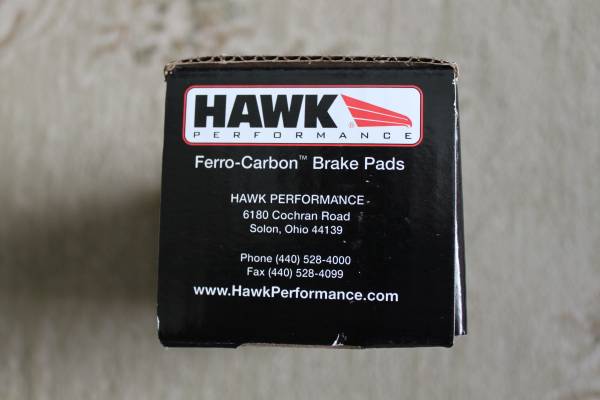 HAWK
PERFORMANCE
Ferro-Carbon™ Brake Pads
HAWK PERFORMANCE
6180 Cochran Road
Solon, Ohio 44139
Phone (440) 528-4000
Fax (440) 528-4099
www.HawkPerformance.com